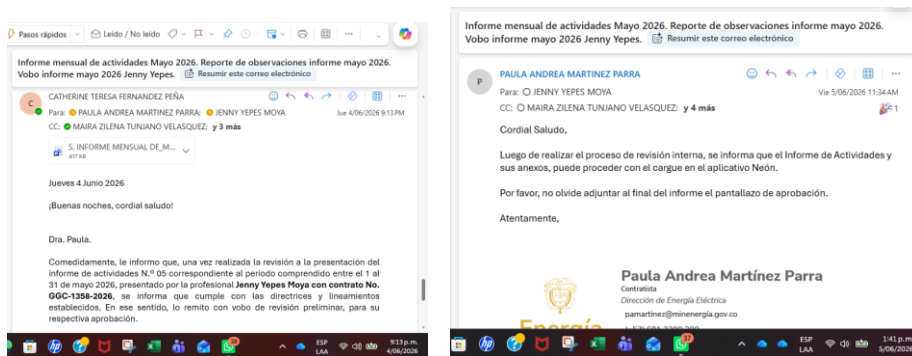 Pasos rápidos
Leído / No leído
Informe mensual de actividades Mayo 2026. Reporte de observaciones informe mayo 2026.
Vobo informe mayo 2026 Jenny Yepes.
Resumir este correo electrónico
C
CATHERINE TERESA FERNANDEZ PEÑA
Para: PAULA ANDREA MARTINEZ PARRA; JENNY YEPES MOYA
Jue 4/06/2026 9:13 PM
CC: MAIRA ZILENA TUNJANO VELASQUEZ; y 3 más
5. INFORME MENSUAL DE_M...
417 KB
Jueves 4 Junio 2026
¡Buenas noches, cordial saludo!
Dra. Paula.
Comedidamente, le informo que, una vez realizada la revisión a la presentación del
informe de actividades N.º 05 correspondiente al periodo comprendido entre el 1 al
31 de mayo 2026, presentado por la profesional Jenny Yepes Moya con contrato No.
GGC-1358-2026, se informa que cumple con las directrices y lineamientos
establecidos. En ese sentido, lo remito con vobo de revisión preliminar, para su
respectiva aprobación.
ESP
LAA
9:13 p.m.
4/06/2026
Informe mensual de actividades Mayo 2026. Reporte de observaciones informe mayo 2026.
Vobo informe mayo 2026 Jenny Yepes.
Resumir este correo electrónico
P
PAULA ANDREA MARTINEZ PARRA
Para: JENNY YEPES MOYA
Vie 5/06/2026 11:34 AM
CC: MAIRA ZILENA TUNJANO VELASQUEZ; y 4 más
1
Cordial Saludo,
Luego de realizar el proceso de revisión interna, se informa que el Informe de Actividades y
sus anexos, puede proceder con el cargue en el aplicativo Neón.
Por favor, no olvide adjuntar al final del informe el pantallazo de aprobación.
Atentamente,
Paula Andrea Martínez Parra
Contratista
Dirección de Energía Eléctrica
pamartinez@minenergia.gov.co
Energía
ESP
LAA
1:41 p.m.
5/06/2026